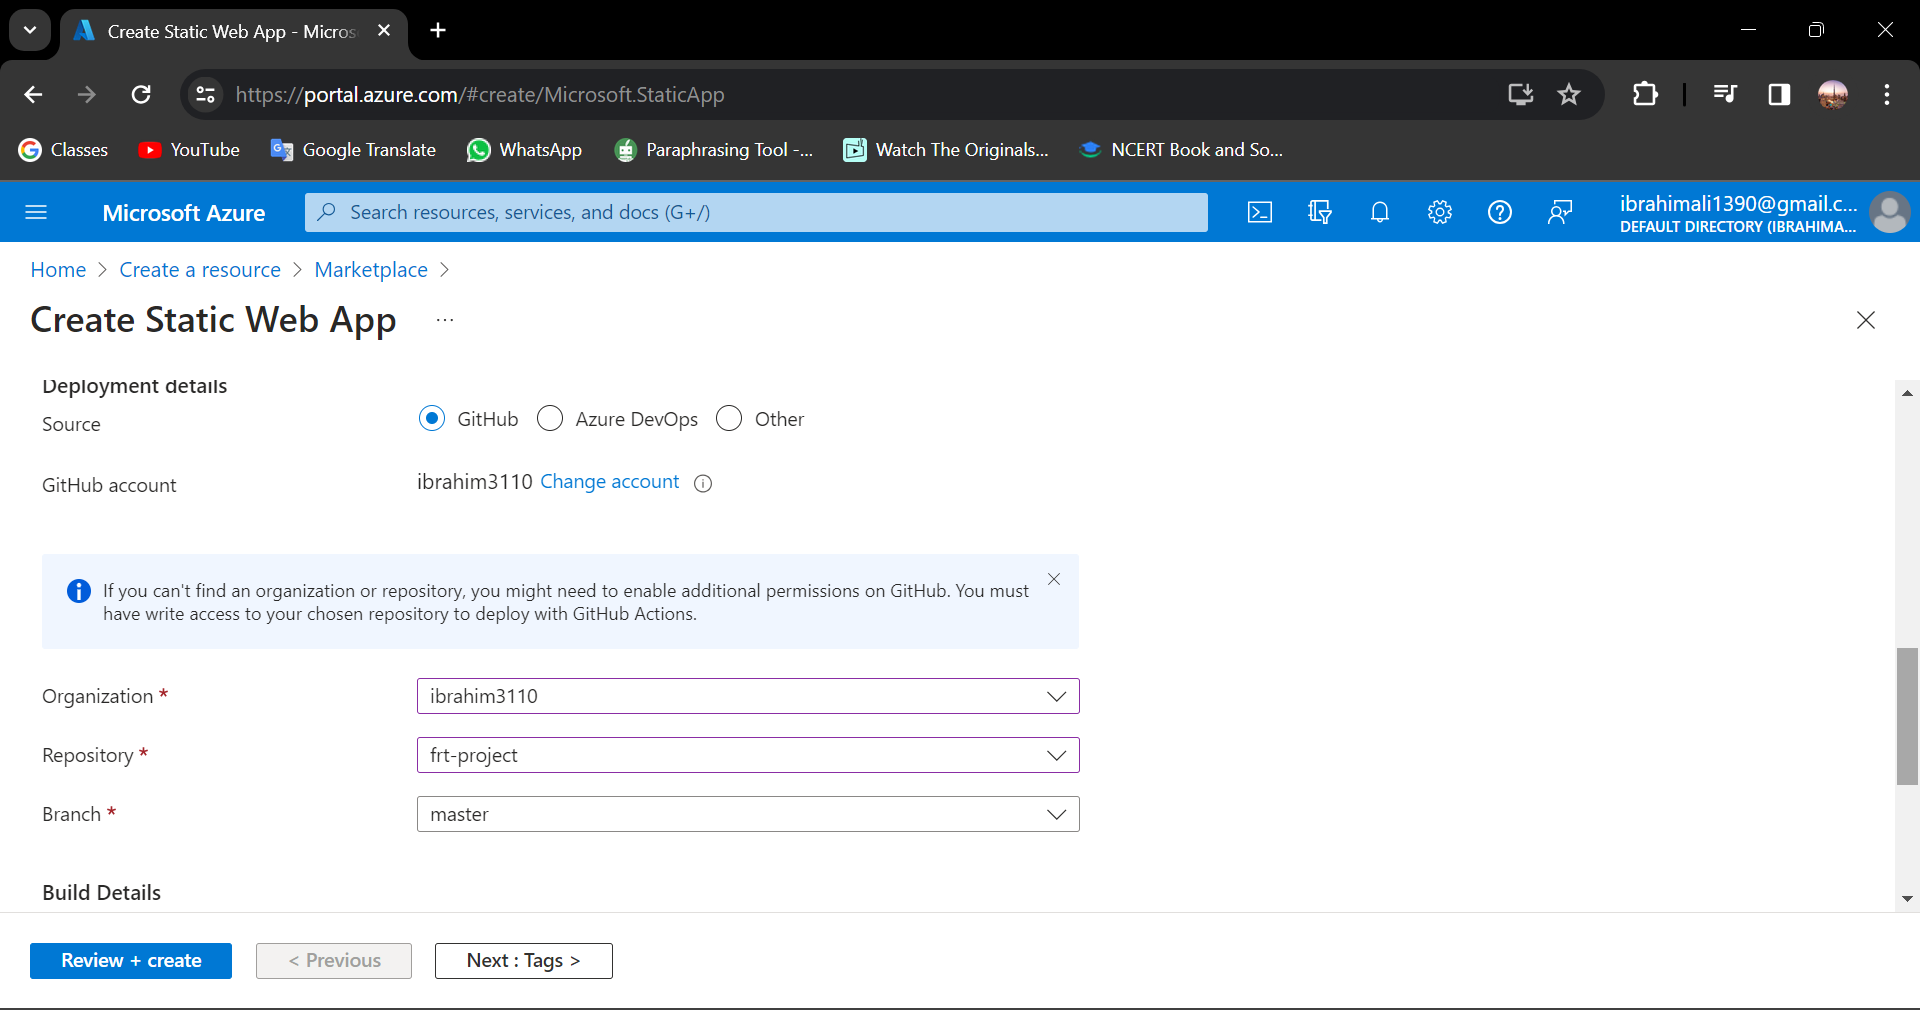 Create Static Web App - Micros
https://portal.azure.com/#create/Microsoft.StaticApp
Classes YouTube Google Translate WhatsApp Paraphrasing Tool -... Watch The Originals... NCERT Book and So...
Microsoft Azure
Search resources, services, and docs (G+/)
ibrahimali1390@gmail.c...
DEFAULT DIRECTORY (IBRAHIMA...
Home > Create a resource > Marketplace >
Create Static Web App ...
Deployment details
Source GitHub Azure DevOps Other
GitHub account ibrahim3110 Change account
If you can't find an organization or repository, you might need to enable additional permissions on GitHub. You must
have write access to your chosen repository to deploy with GitHub Actions.
Organization * ibrahim3110
Repository * frt-project
Branch * master
Build Details
Review + create < Previous Next : Tags >